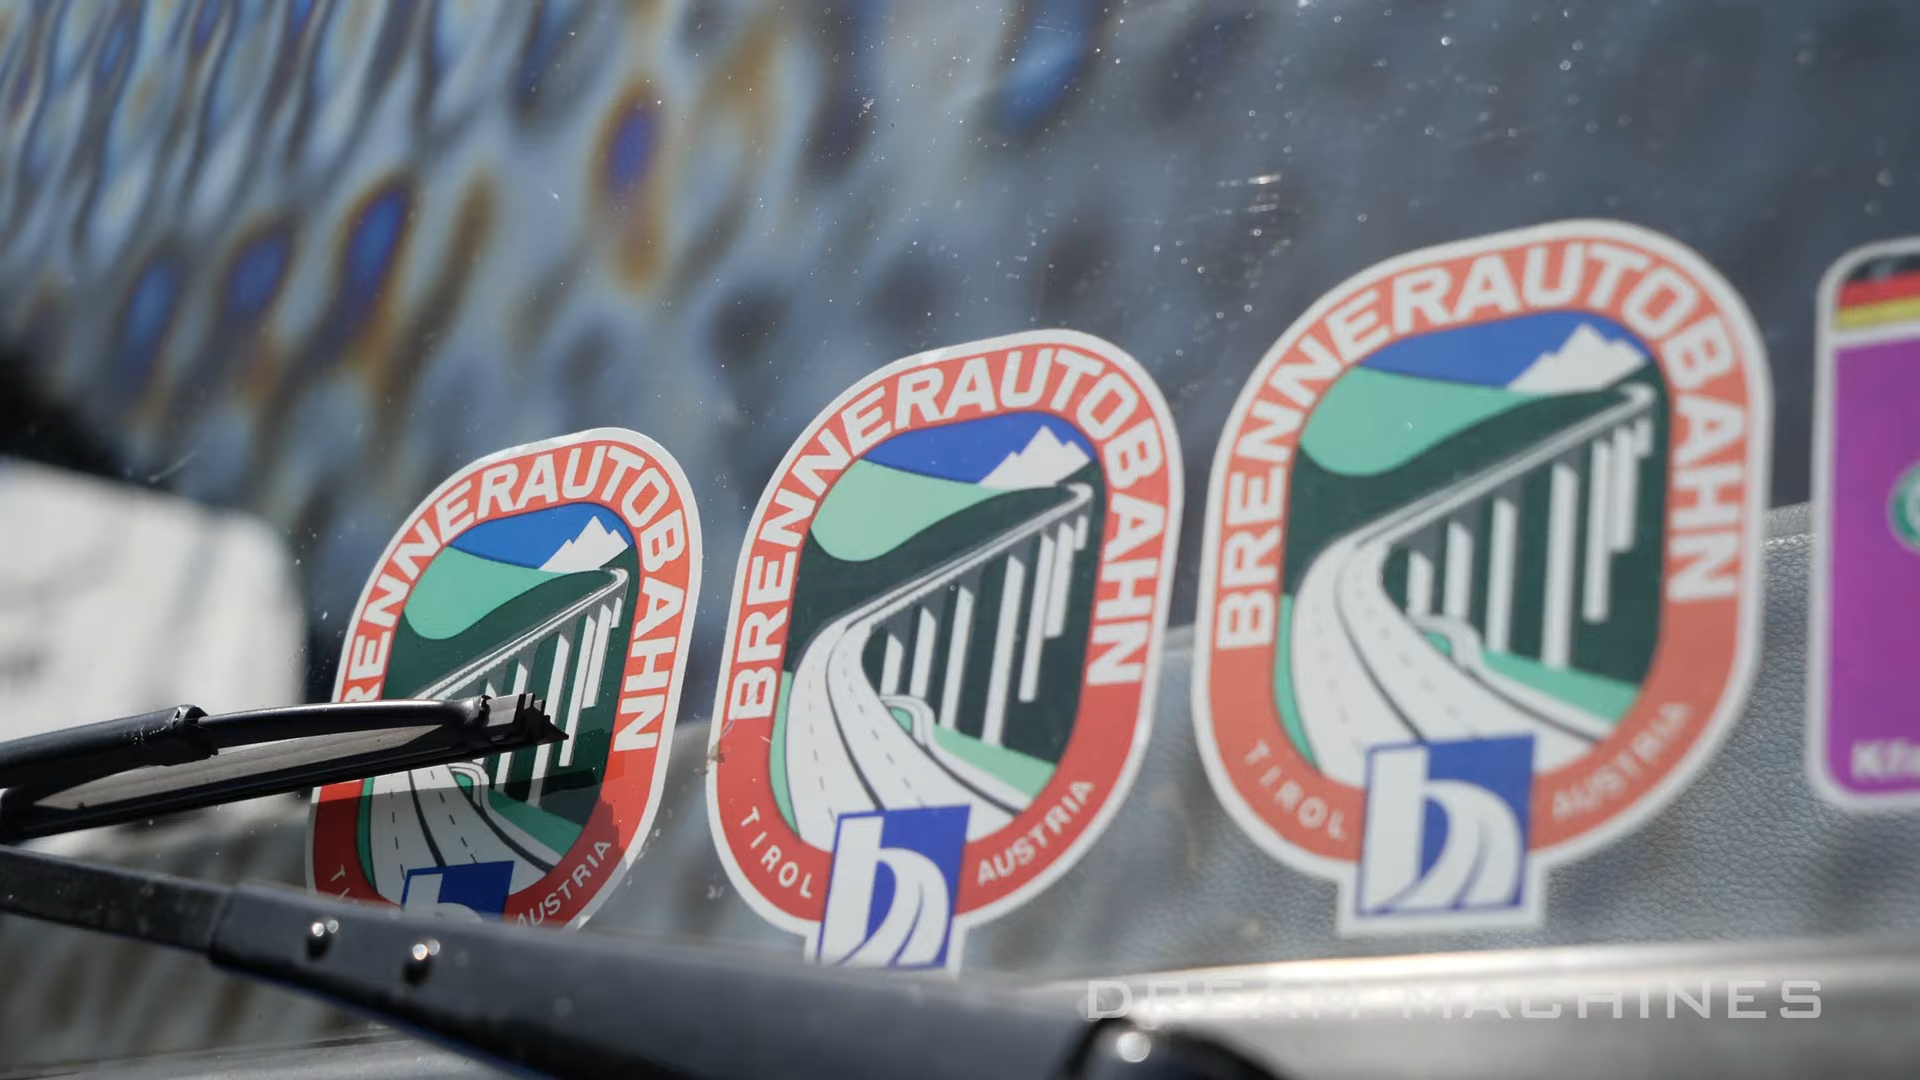 BRENNERAUTOBAHN
AUSTRIA
BRENNERAUTOBAHN
TIROL AUSTRIA
b
BRENNERAUTOBAHN
TIROL AUSTRIA
b
DREAM MACHINES